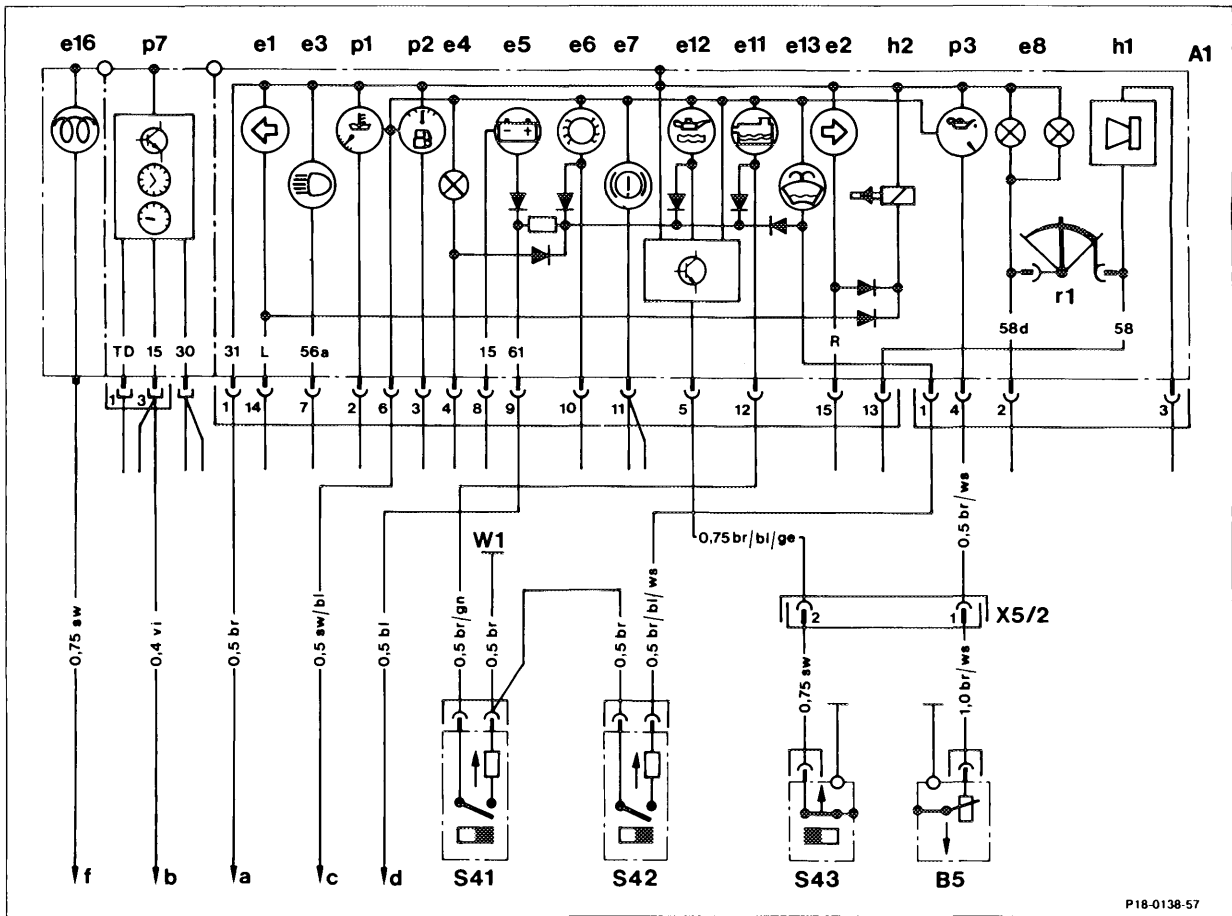 e16 p7 e1 e3 p1 p2 e4 e5 e6 e7 e12 e11 e13 e2 h2 p3 e8 h1
A1
r1
TD 15 30 31 L 56a 15 61 R 58d 58
1 3 1 14 7 2 6 3 4 8 9 10 11 5 12 15 13 1 4 2 3
W1
0,75 br/bl/ge
0,5 br/ws
X5/2
2 1
0,75 sw
0,4 vi
0,5 br
0,5 sw/bl
0,5 bl
0,5 br/gn
0,5 br
0,5 br
0,5 br/bl/ws
0,75 sw
1,0 br/ws
f b a c d S41 S42 S43 B5
P18-0138-57